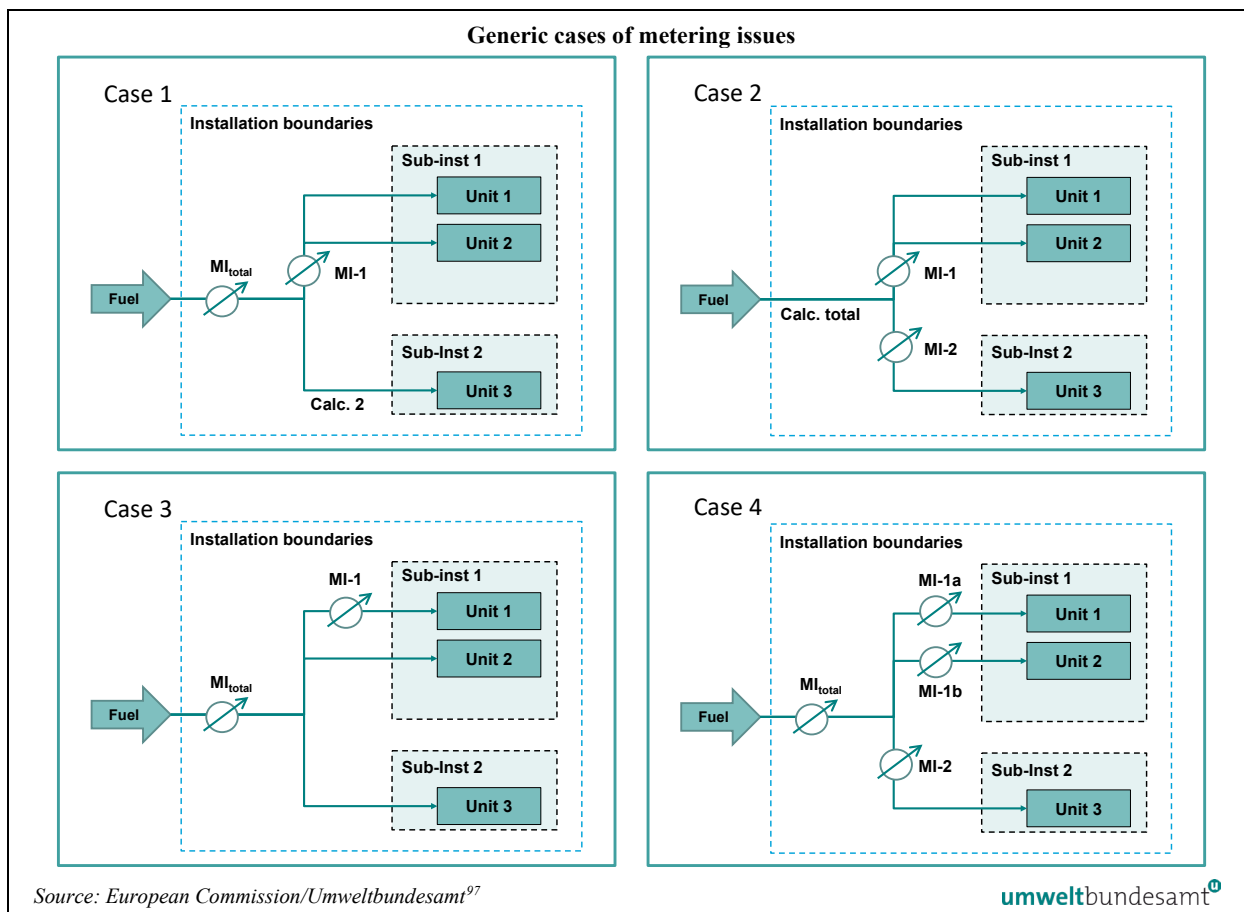 Generic cases of metering issues
Case 1
Installation boundaries
Sub-inst 1
Unit 1
Unit 2
MI-1
MItotal
Fuel
Sub-Inst 2
Unit 3
Calc. 2
Case 2
Installation boundaries
Sub-inst 1
Unit 1
Unit 2
MI-1
Fuel
Calc. total
MI-2
Sub-Inst 2
Unit 3
Case 3
Installation boundaries
MI-1
Sub-inst 1
Unit 1
Unit 2
MItotal
Fuel
Sub-Inst 2
Unit 3
Case 4
Installation boundaries
MI-1a
Sub-inst 1
Unit 1
Unit 2
MI-1b
MItotal
Fuel
MI-2
Sub-Inst 2
Unit 3
Source: European Commission/Umweltbundesamt97
umweltbundesamt u